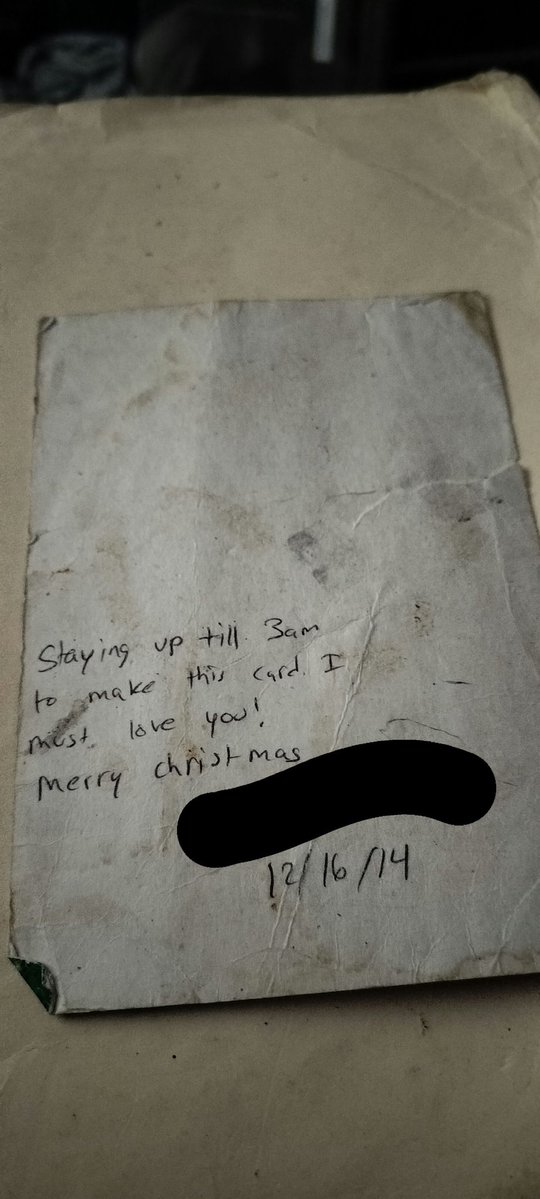 Staying up till 3am
to make this card. I
must love you!
Merry christmas
12/16/14